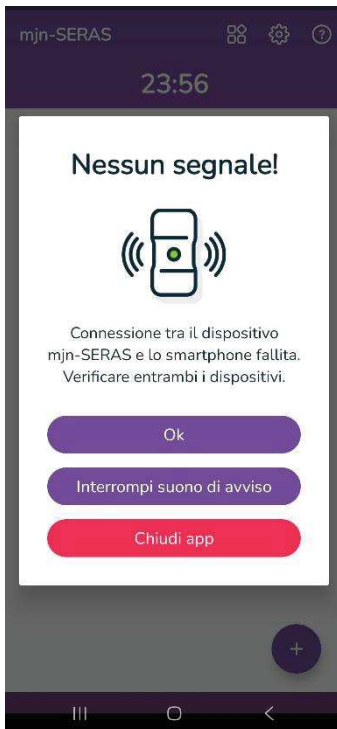 mjn-SERAS
23:56
Nessun segnale!
Connessione tra il dispositivo
mjn-SERAS e lo smartphone fallita.
Verificare entrambi i dispositivi.
Ok
Interrompi suono di avviso
Chiudi app